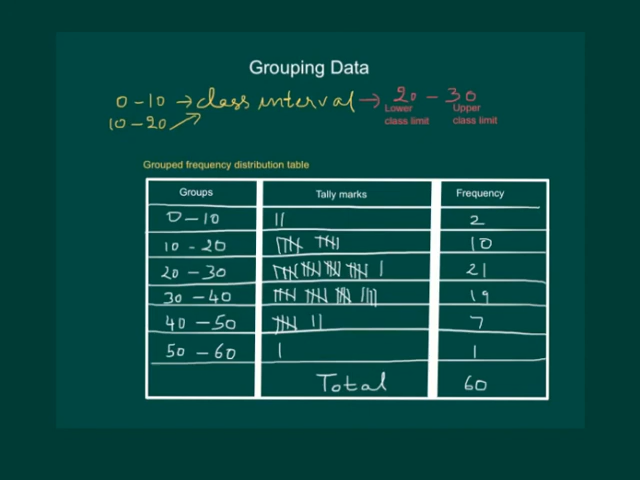 Grouping Data
0-10 → class interval → 20 - 30
10-20
Lower class limit Upper class limit
Grouped frequency distribution table
Groups Tally marks Frequency
0-10 || 2
10-20 |||| |||| 10
20-30 |||| |||| |||| |||| | 21
30-40 |||| |||| |||| |||| 19
40-50 |||| || 7
50-60 | 1
Total 60